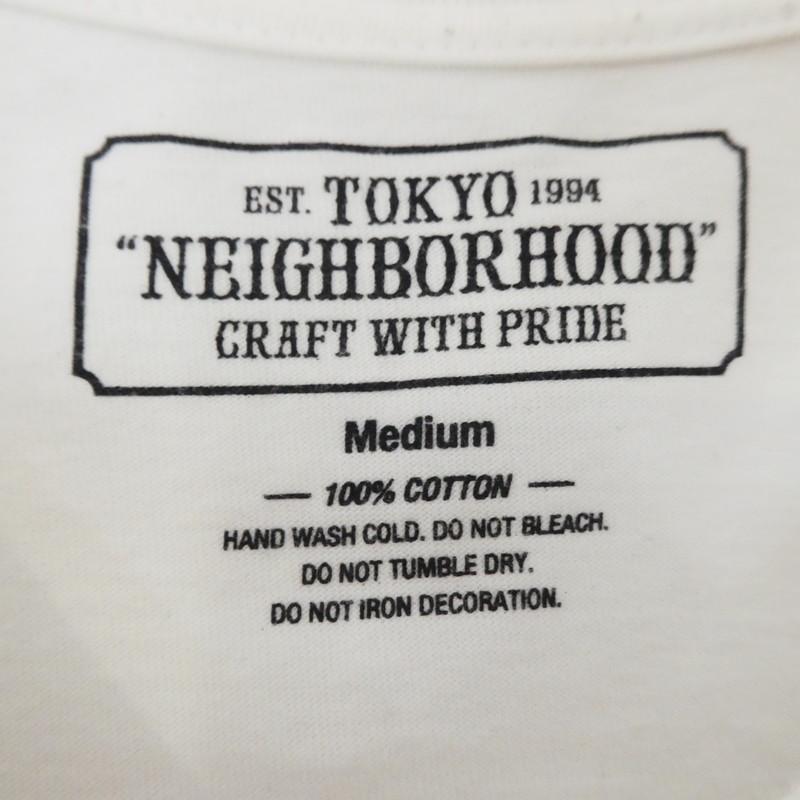 EST. TOKYO 1994
“NEIGHBORHOOD”
CRAFT WITH PRIDE
Medium
— 100% COTTON —
HAND WASH COLD. DO NOT BLEACH.
DO NOT TUMBLE DRY.
DO NOT IRON DECORATION.